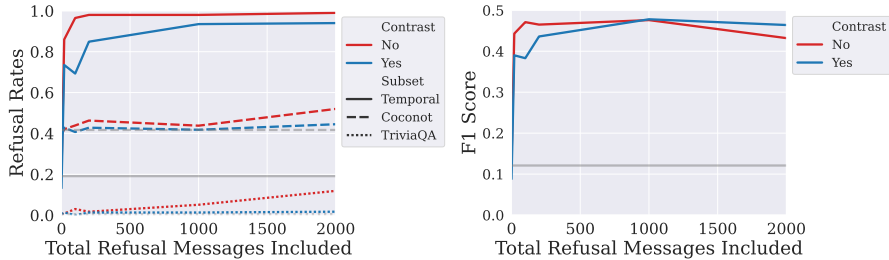 Refusal Rates
1.0
0.8
0.6
0.4
0.2
0.0
0 500 1000 1500 2000
Total Refusal Messages Included
Contrast
No
Yes
Subset
Temporal
Coconot
TriviaQA
F1 Score
0.5
0.4
0.3
0.2
0.1
0.0
0 500 1000 1500 2000
Total Refusal Messages Included
Contrast
No
Yes